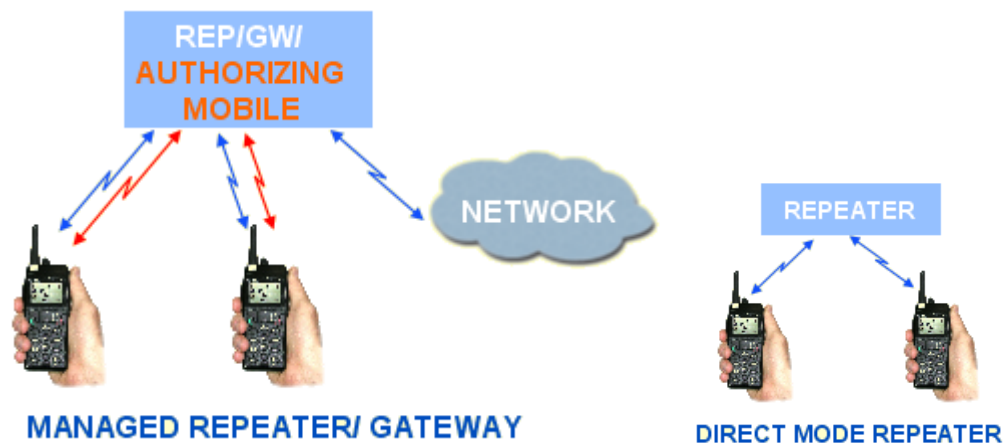 REP/GW/
AUTHORIZING
MOBILE
NETWORK
REPEATER
MANAGED REPEATER/ GATEWAY
DIRECT MODE REPEATER